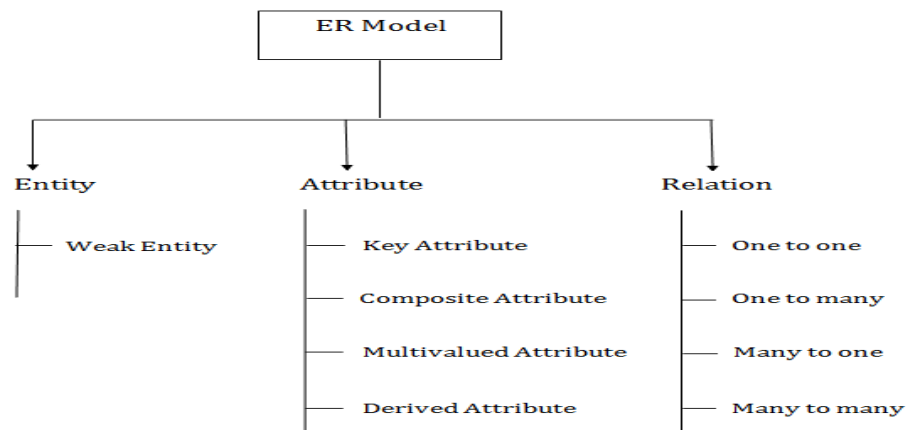 ER Model
Entity
Weak Entity
Attribute
Key Attribute
Composite Attribute
Multivalued Attribute
Derived Attribute
Relation
One to one
One to many
Many to one
Many to many